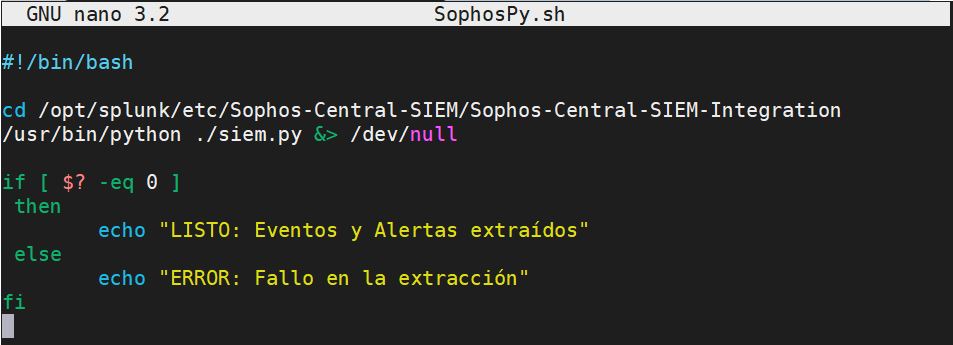 GNU nano 3.2 SophosPy.sh
#!/bin/bash
cd /opt/splunk/etc/Sophos-Central-SIEM/Sophos-Central-SIEM-Integration
/usr/bin/python ./siem.py &> /dev/null
if [ $? -eq 0 ]
then
echo "LISTO: Eventos y Alertas extraídos"
else
echo "ERROR: Fallo en la extracción"
fi